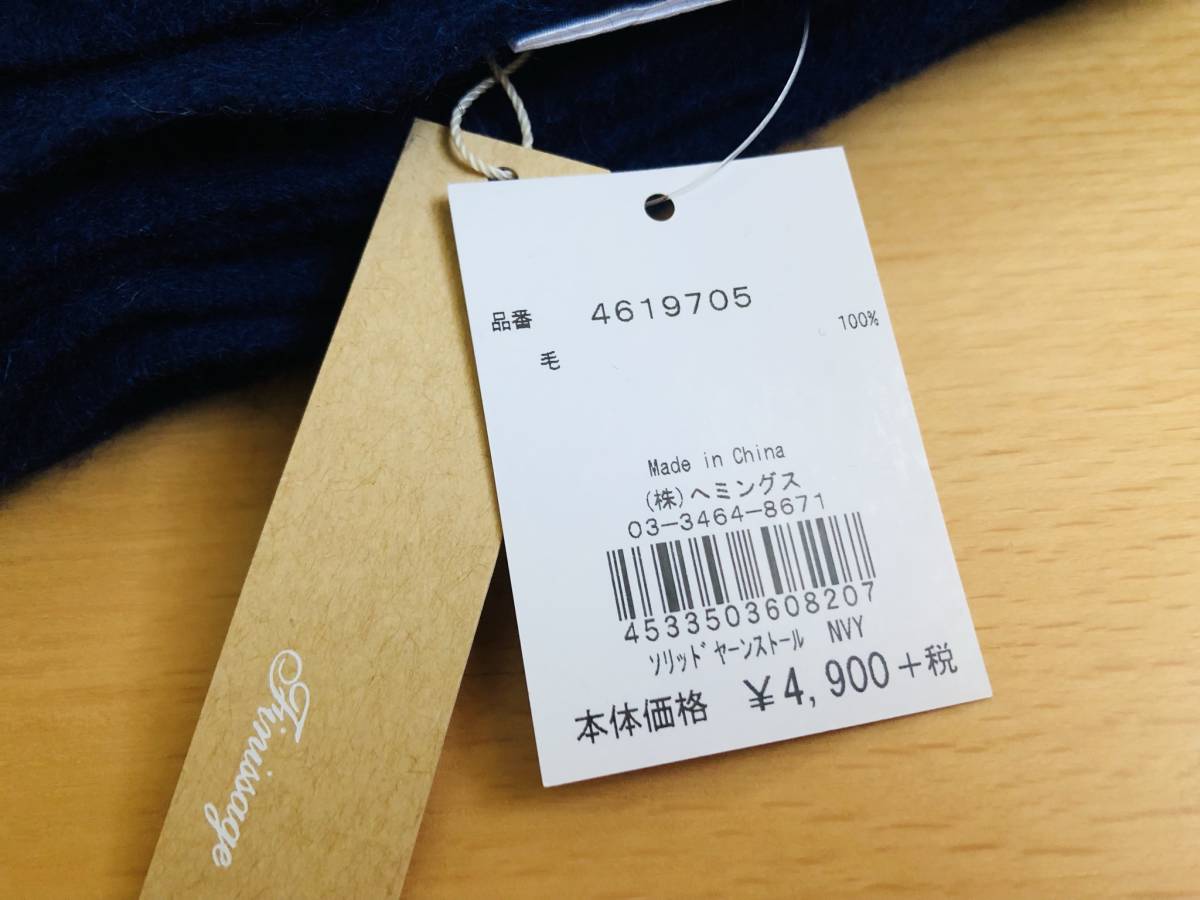 品番 4619705
毛 100%
Made in China
(株)ヘミングス
03-3464-8671
4533503608207
ソリッドヤーンストール NVY
本体価格 ¥4,900+税
Finissage